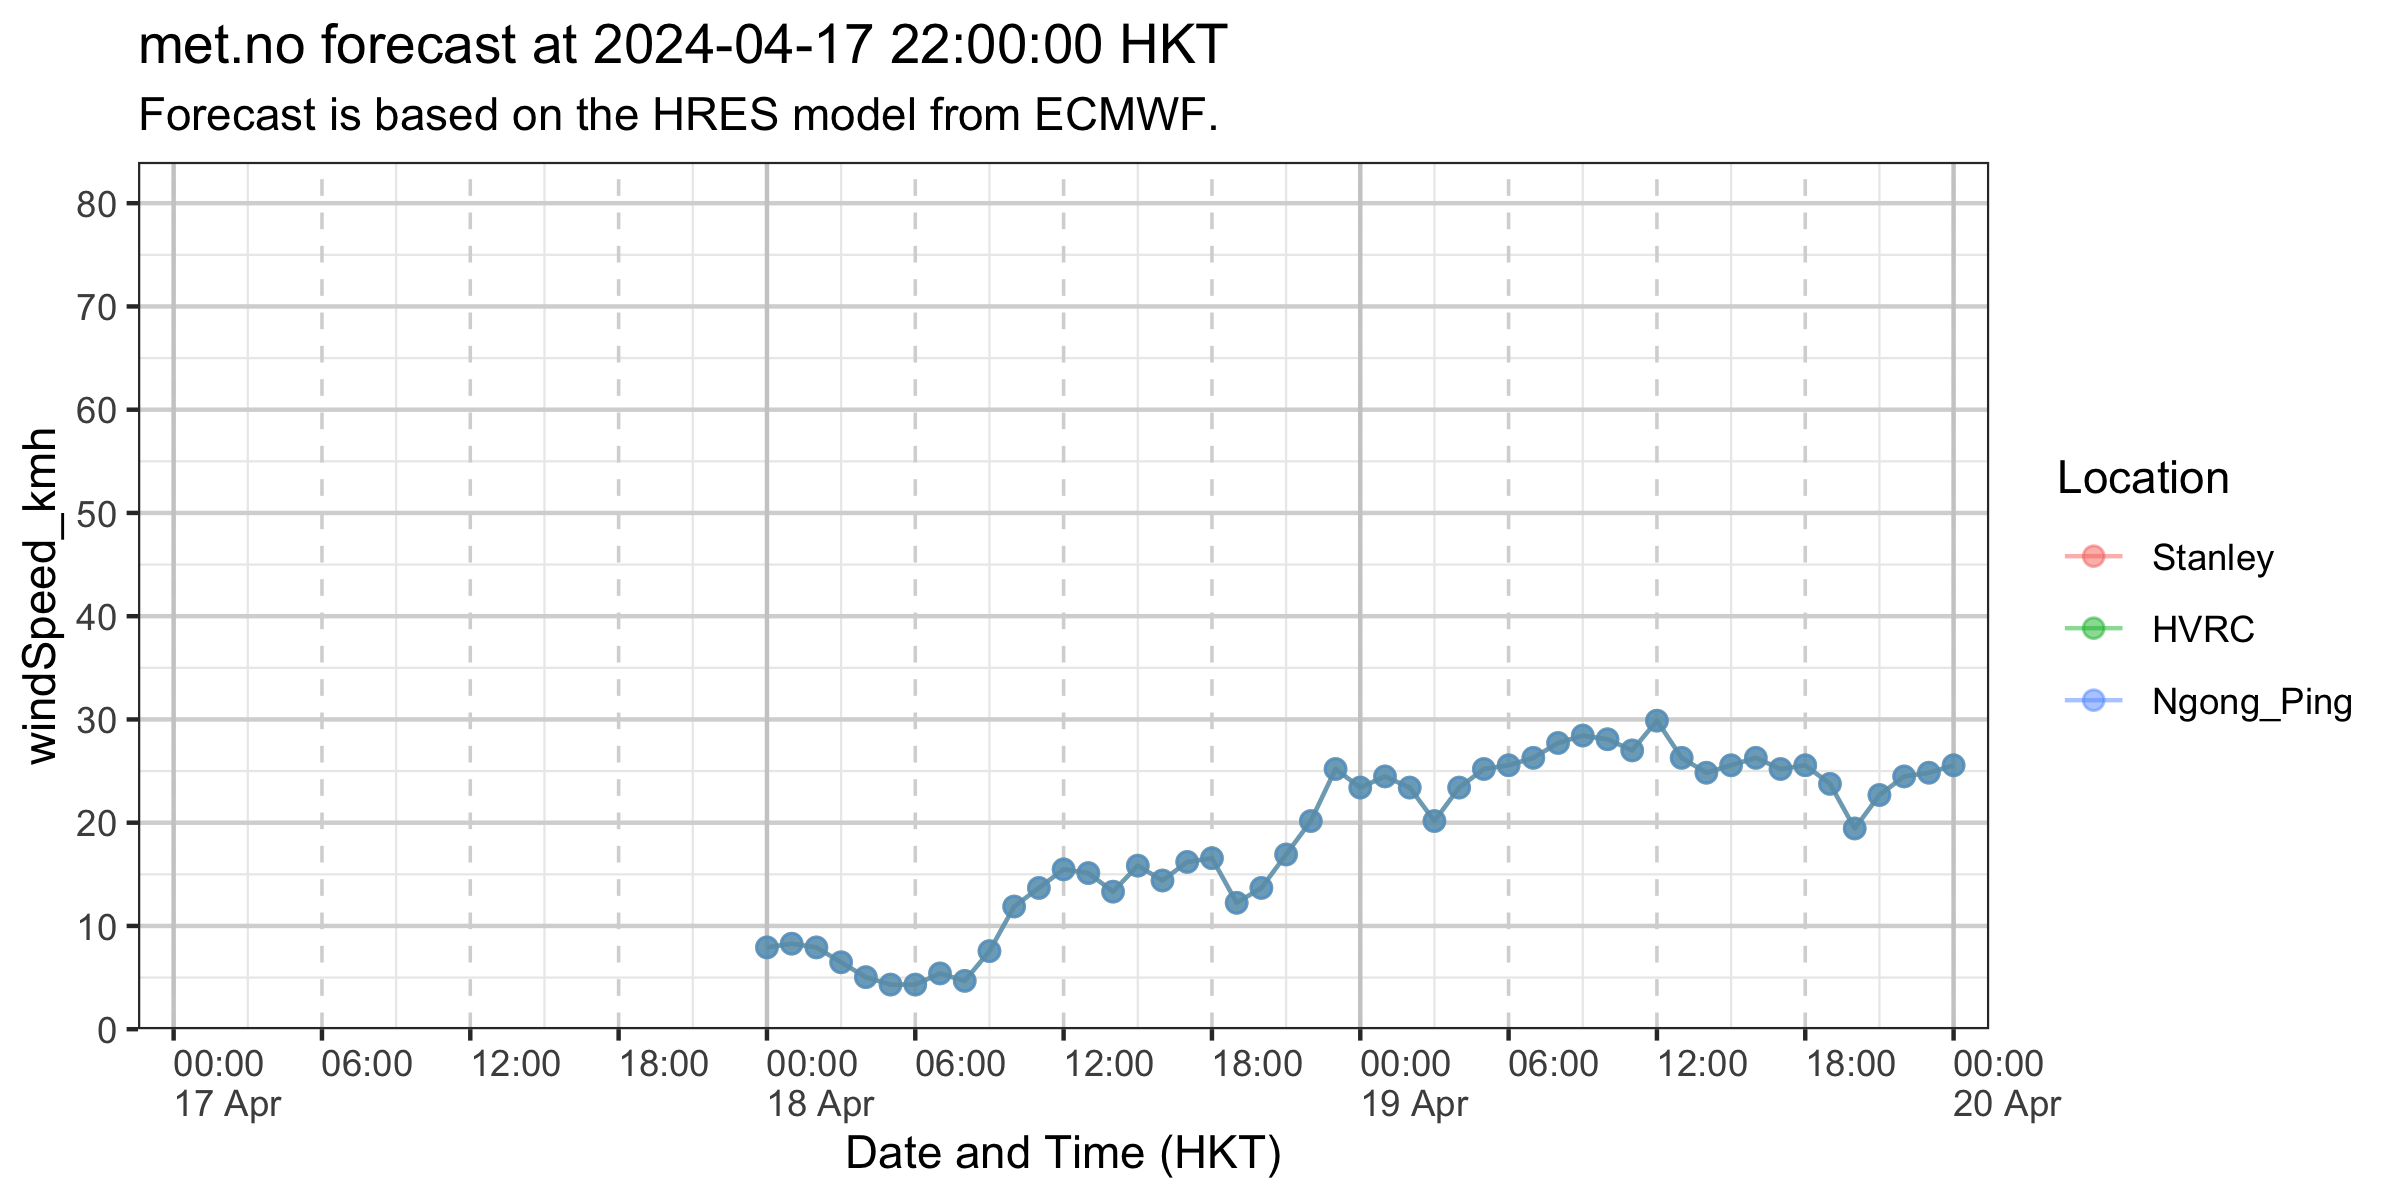 met.no forecast at 2024-04-17 22:00:00 HKT
Forecast is based on the HRES model from ECMWF.
windSpeed_kmh
80
70
60
50
40
30
20
10
0
00:00 06:00 12:00 18:00 00:00 06:00 12:00 18:00 00:00 06:00 12:00 18:00 00:00
17 Apr 18 Apr 19 Apr 20 Apr
Date and Time (HKT)
Location
Stanley
HVRC
Ngong_Ping